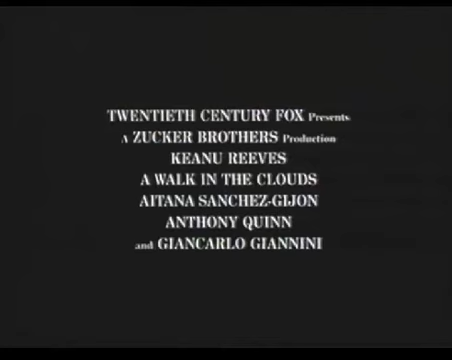 TWENTIETH CENTURY FOX Presents
A ZUCKER BROTHERS Production
KEANU REEVES
A WALK IN THE CLOUDS
AITANA SANCHEZ-GIJON
ANTHONY QUINN
and GIANCARLO GIANNINI